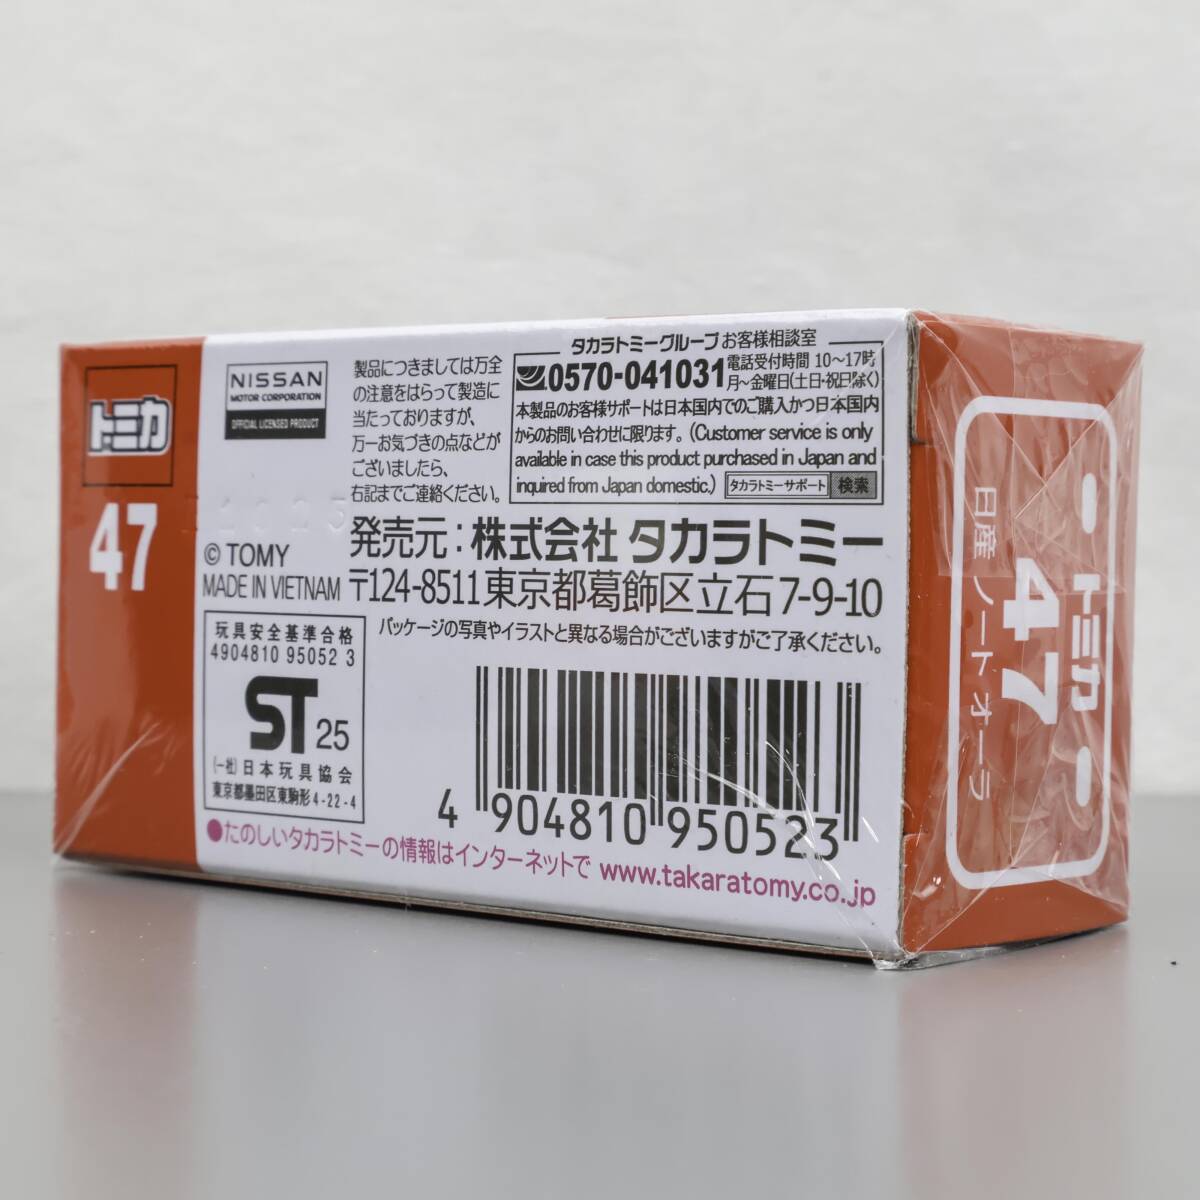 トミカ
47
NISSAN
MOTOR CORPORATION
OFFICIAL LICENSED PRODUCT
製品につきましては万全
の注意をはらって製造に
当たっておりますが、
万一お気づきの点などが
ございましたら、
右記までご連絡ください。
タカラトミーグループ お客様相談室
0570-041031
電話受付時間 10〜17時
月〜金曜日(土日・祝日除く)
本製品のお客様サポートは日本国内でのご購入かつ日本国内
からのお問い合わせに限ります。(Customer service is only
available in case this product purchased in Japan and
inquired from Japan domestic.) タカラトミーサポート 検索
© TOMY
MADE IN VIETNAM
発売元：株式会社 タカラトミー
〒124-8511 東京都葛飾区立石7-9-10
パッケージの写真やイラストと異なる場合がございますがご了承ください。
玩具安全基準合格
4904810 95052 3
ST 25
(一社)日本玩具協会
東京都墨田区東駒形4-22-4
4 904810 950523
●たのしいタカラトミーの情報はインターネットで www.takaratomy.co.jp
トミカ
47
日産 ノート オーラ